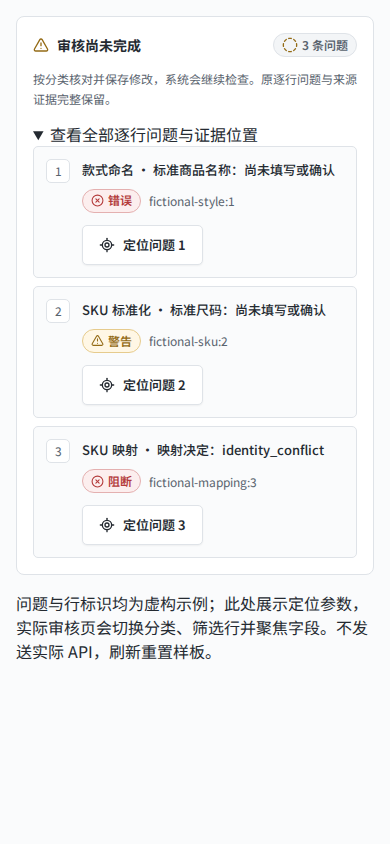 审核尚未完成
3 条问题
按分类核对并保存修改，系统会继续检查。原逐行问题与来源
证据完整保留。
▼ 查看全部逐行问题与证据位置
1
款式命名 · 标准商品名称：尚未填写或确认
错误
fictional-style:1
定位问题 1
2
SKU 标准化 · 标准尺码：尚未填写或确认
警告
fictional-sku:2
定位问题 2
3
SKU 映射 · 映射决定：identity_conflict
阻断
fictional-mapping:3
定位问题 3
问题与行标识均为虚构示例；此处展示定位参数，
实际审核页会切换分类、筛选行并聚焦字段。不发
送实际 API，刷新重置样板。